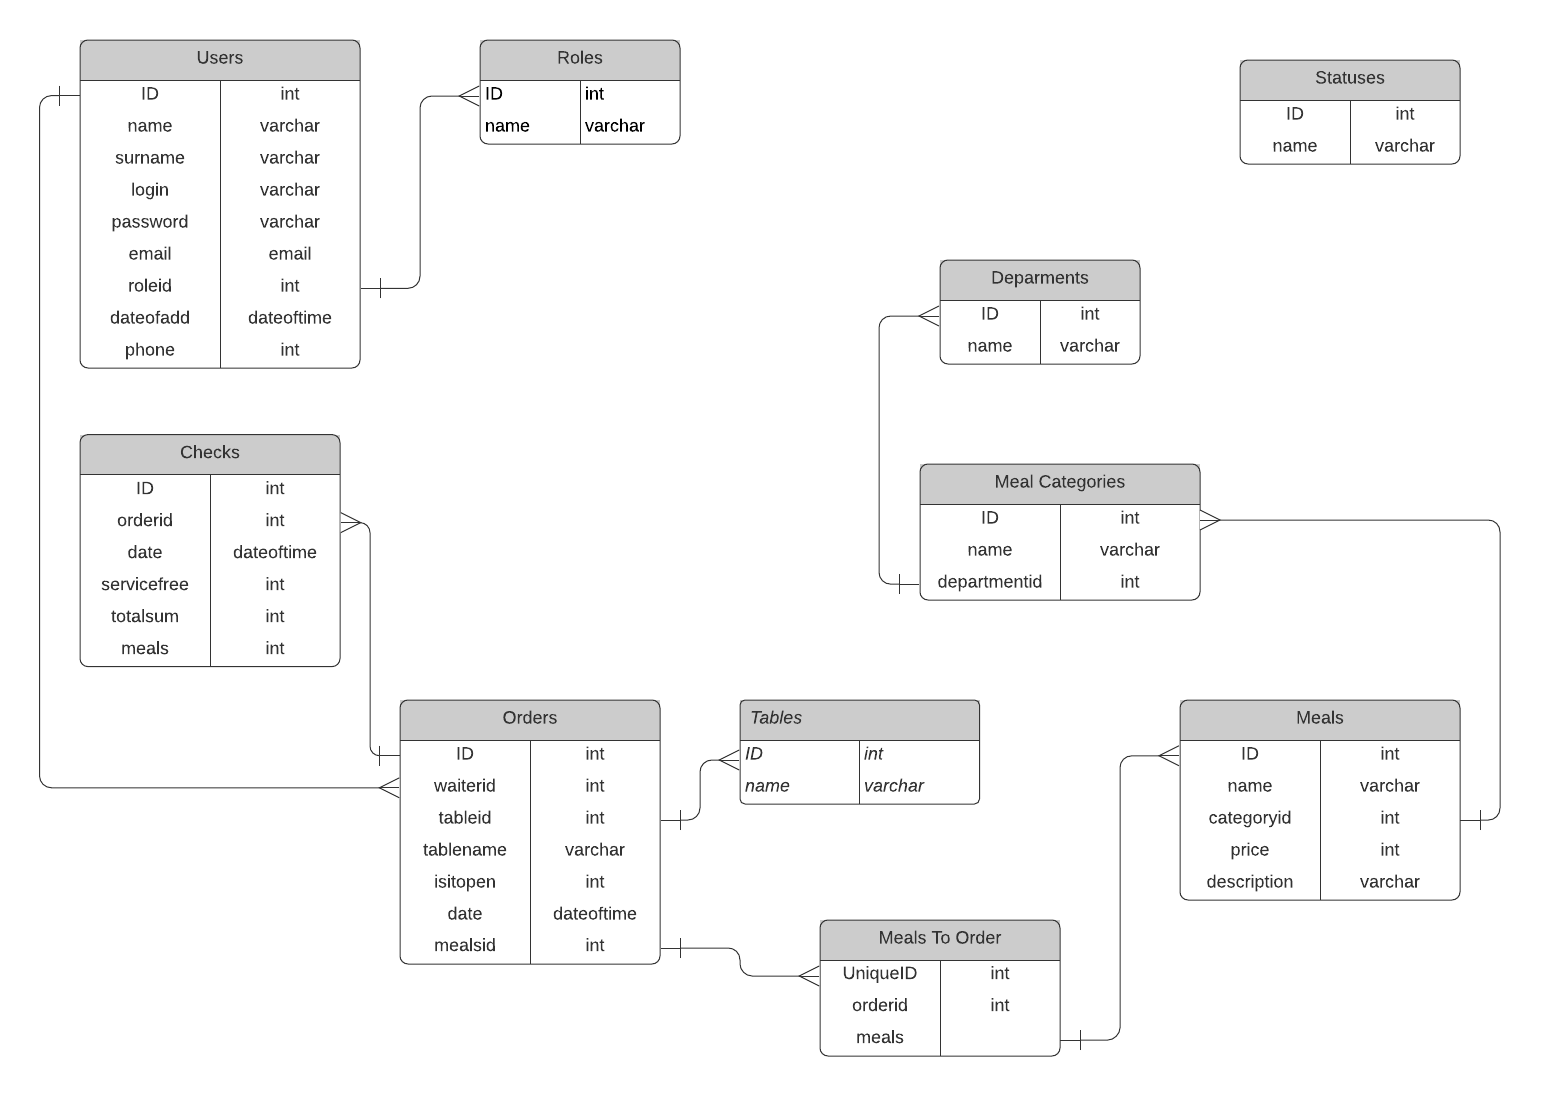 Users
ID int
name varchar
surname varchar
login varchar
password varchar
email email
roleid int
dateofadd dateoftime
phone int
Roles
ID int
name varchar
Statuses
ID int
name varchar
Deparments
ID int
name varchar
Checks
ID int
orderid int
date dateoftime
servicefree int
totalsum int
meals int
Meal Categories
ID int
name varchar
departmentid int
Orders
ID int
waiterid int
tableid int
tablename varchar
isitopen int
date dateoftime
mealsid int
Tables
ID int
name varchar
Meals
ID int
name varchar
categoryid int
price int
description varchar
Meals To Order
UniqueID int
orderid int
meals